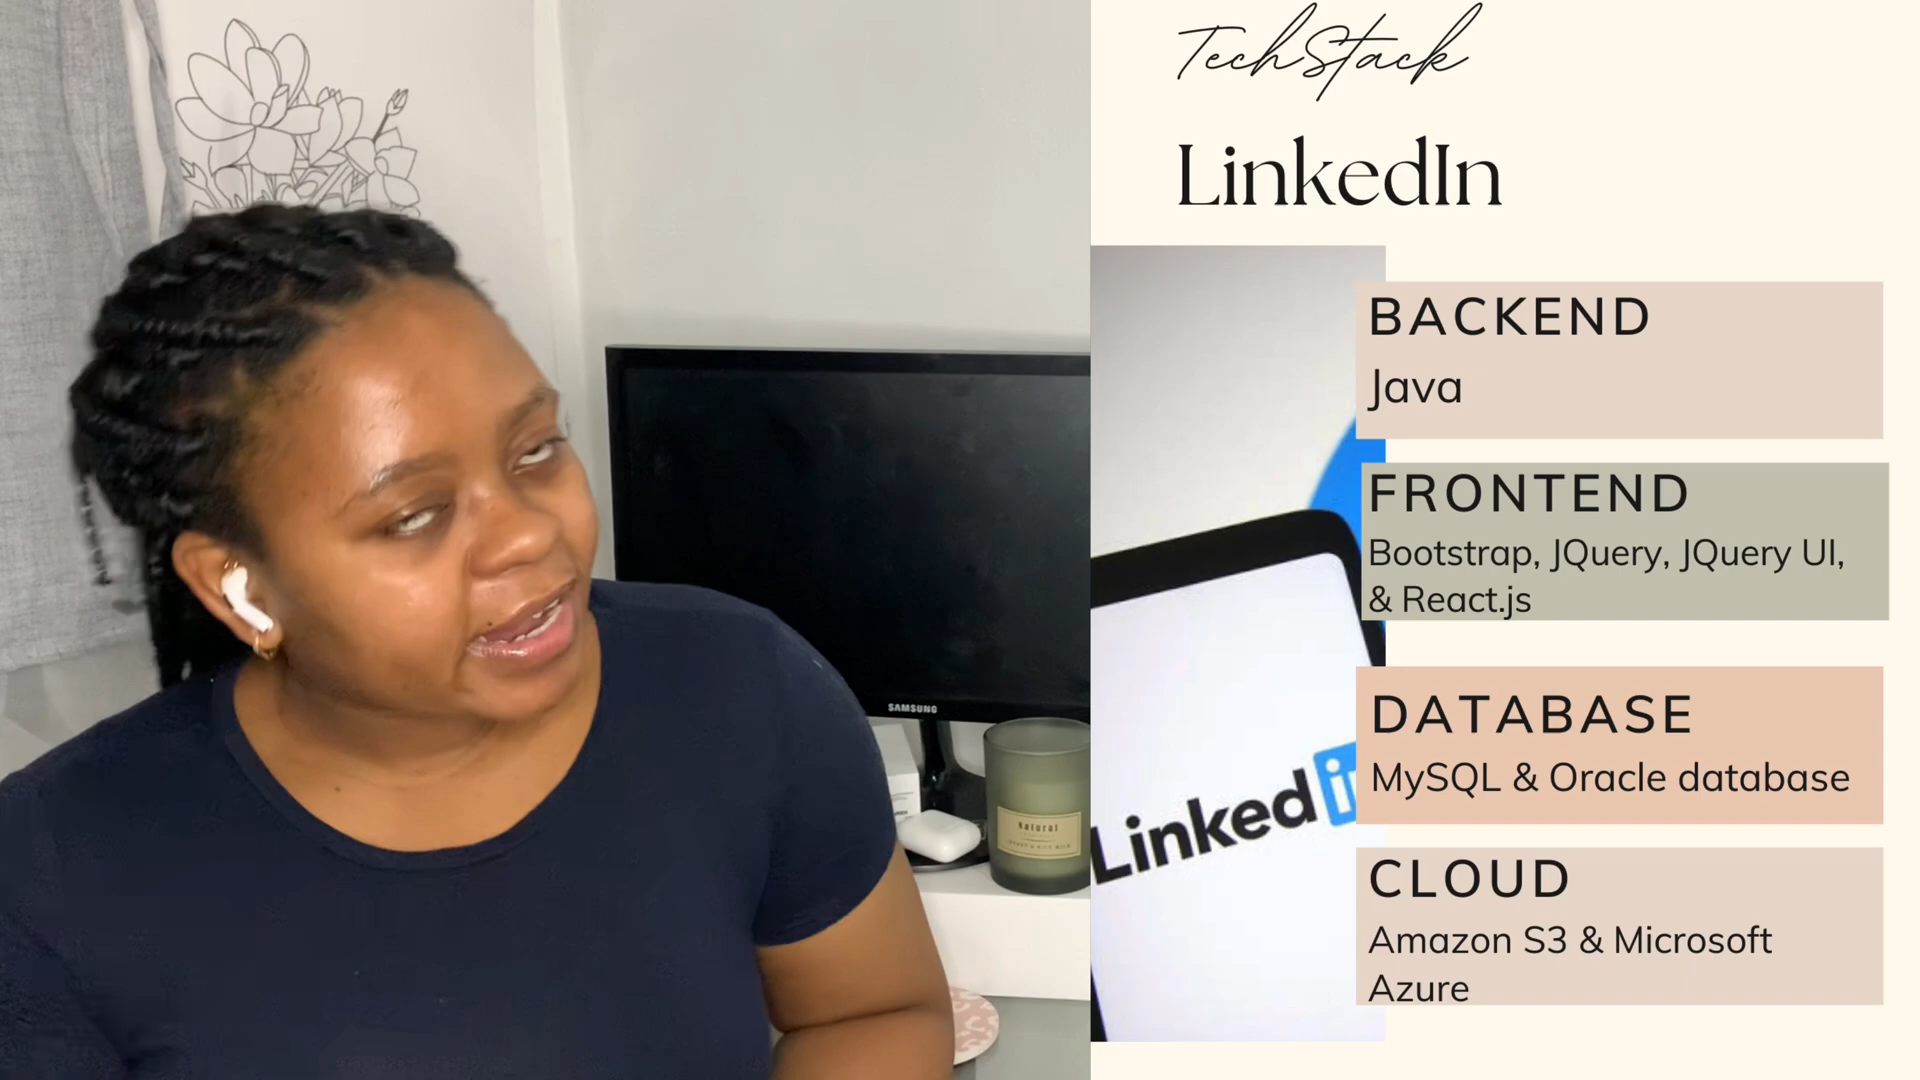 TechStack
LinkedIn
BACKEND
Java
FRONTEND
Bootstrap, JQuery, JQuery UI,
& React.js
DATABASE
MySQL & Oracle database
CLOUD
Amazon S3 & Microsoft
Azure
Linkedin
SAMSUNG
Natural